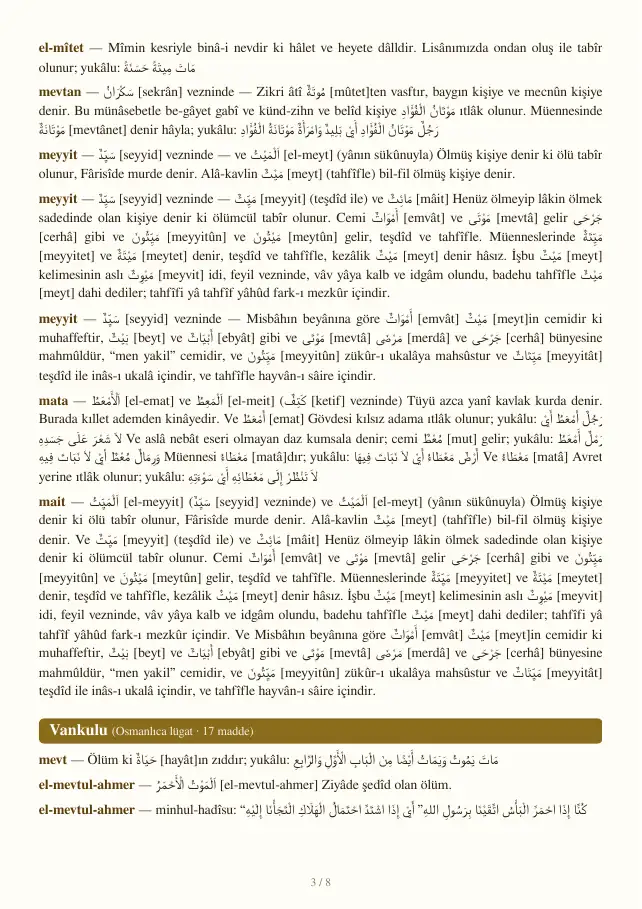 el-mîtet — Mîmin kesriyle binâ-i nevdir ki hâlet ve heyete dâlldir. Lisânımızda ondan oluş ile tabîr
olunur; yukâlu: مَاتَ مِيتَةً حَسَنَةً
mevtan — سَكْرَانُ [sekrân] vezninde — Zikri âtî مُوتَةٌ [mûtet]ten vasftır, baygın kişiye ve mecnûn kişiye
denir. Bu münâsebetle be-gâyet gabî ve künd-zihn ve belîd kişiye مَوْتَانُ الْفُؤَادِ ıtlâk olunur. Müennesinde
مَوْتَانَةٌ [mevtânet] denir hâyla; yukâlu: رَجُلٌ مَوْتَانُ الْفُؤَادِ أَيْ بَلِيدٌ وَامْرَأَةٌ مَوْتَانَةُ الْفُؤَادِ
meyyit — سَيِّدٌ [seyyid] vezninde — ve اَلْمَيْتُ [el-meyt] (yânın sükûnuyla) Ölmüş kişiye denir ki ölü tabîr
olunur, Fârisîde murde denir. Alâ-kavlin مَيْتٌ [meyt] (tahfîfle) bil-fil ölmüş kişiye denir.
meyyit — سَيِّدٌ [seyyid] vezninde — مَيِّتٌ [meyyit] (teşdîd ile) ve مَائِتٌ [mâit] Henüz ölmeyip lâkin ölmek
sadedinde olan kişiye denir ki ölümcül tabîr olunur. Cemi أَمْوَاتٌ [emvât] ve مَوْتَى [mevtâ] gelir جَرْحَى
[cerhâ] gibi ve مَيِّتُونَ [meyyitûn] ve مَيْتُونَ [meytûn] gelir, teşdîd ve tahfîfle. Müenneslerinde مَيِّتَةٌ
[meyyitet] ve مَيْتَةٌ [meytet] denir, teşdîd ve tahfîfle, kezâlik مَيْتٌ [meyt] denir hâsız. İşbu مَيْتٌ [meyt]
kelimesinin aslı مَيْوِتٌ [meyvit] idi, feyil vezninde, vâv yâya kalb ve idgâm olundu, badehu tahfîfle مَيْتٌ
[meyt] dahi dediler; tahfîfi yâ tahfîf yâhûd fark-ı mezkûr içindir.
meyyit — سَيِّدٌ [seyyid] vezninde — Misbâhın beyânına göre أَمْوَاتٌ [emvât] مَيْتٌ [meyt]in cemidir ki
muhaffeftir, بَيْتٌ [beyt] ve أَبْيَاتٌ [ebyât] gibi ve مَوْتَى [mevtâ] مَرْضَى [merdâ] ve جَرْحَى [cerhâ] bünyesine
mahmûldür, “men yakil” cemidir, ve مَيِّتُونَ [meyyitûn] zükûr-ı ukalâya mahsûstur ve مَيِّتَاتٌ [meyyitât]
teşdîd ile inâs-ı ukalâ içindir, ve tahfîfle hayvân-ı sâire içindir.
mata — اَلْأَمْعَطُ [el-emat] ve اَلْمَعِطُ [el-meit] (كَتِفٌ [ketif] vezninde) Tüyü azca yanî kavlak kurda denir.
Burada kıllet ademden kinâyedir. Ve أَمْعَطُ [emat] Gövdesi kılsız adama ıtlâk olunur; yukâlu: رَجُلٌ أَمْعَطُ أَيْ
لاَ شَعَرَ عَلَى جَسَدِهِ Ve aslâ nebât eseri olmayan daz kumsala denir; cemi مُعْطٌ [mut] gelir; yukâlu: رَمْلٌ أَمْعَطُ
وَرِمَالٌ مُعْطٌ أَيْ لاَ نَبَاتَ فِيهِ Müennesi مَعْطَاءُ [matâ]dır; yukâlu: أَرْضٌ مَعْطَاءُ أَيْ لاَ نَبَاتَ فِيهَا Ve مَعْطَاءُ [matâ] Avret
yerine ıtlâk olunur; yukâlu: لاَ تَنْظُرْ إِلَى مَعْطَائِهِ أَيْ سَوْءَتِهِ
mait — اَلْمَيِّتُ [el-meyyit] (سَيِّدٌ [seyyid] vezninde) ve اَلْمَيْتُ [el-meyt] (yânın sükûnuyla) Ölmüş kişiye
denir ki ölü tabîr olunur, Fârisîde murde denir. Alâ-kavlin مَيْتٌ [meyt] (tahfîfle) bil-fil ölmüş kişiye
denir. Ve مَيِّتٌ [meyyit] (teşdîd ile) ve مَائِتٌ [mâit] Henüz ölmeyip lâkin ölmek sadedinde olan kişiye
denir ki ölümcül tabîr olunur. Cemi أَمْوَاتٌ [emvât] ve مَوْتَى [mevtâ] gelir جَرْحَى [cerhâ] gibi ve مَيِّتُونَ
[meyyitûn] ve مَيْتُونَ [meytûn] gelir, teşdîd ve tahfîfle. Müenneslerinde مَيِّتَةٌ [meyyitet] ve مَيْتَةٌ [meytet]
denir, teşdîd ve tahfîfle, kezâlik مَيْتٌ [meyt] denir hâsız. İşbu مَيْتٌ [meyt] kelimesinin aslı مَيْوِتٌ [meyvit]
idi, feyil vezninde, vâv yâya kalb ve idgâm olundu, badehu tahfîfle مَيْتٌ [meyt] dahi dediler; tahfîfi yâ
tahfîf yâhûd fark-ı mezkûr içindir. Ve Misbâhın beyânına göre أَمْوَاتٌ [emvât] مَيْتٌ [meyt]in cemidir ki
muhaffeftir, بَيْتٌ [beyt] ve أَبْيَاتٌ [ebyât] gibi ve مَوْتَى [mevtâ] مَرْضَى [merdâ] ve جَرْحَى [cerhâ] bünyesine
mahmûldür, “men yakil” cemidir, ve مَيِّتُونَ [meyyitûn] zükûr-ı ukalâya mahsûstur ve مَيِّتَاتٌ [meyyitât]
teşdîd ile inâs-ı ukalâ içindir, ve tahfîfle hayvân-ı sâire içindir.
Vankulu (Osmanlıca lügat · 17 madde)
mevt — Ölüm ki حَيَاةٌ [hayât]ın zıddır; yukâlu: مَاتَ يَمُوتُ وَيَمَاتُ أَيْضًا مِنَ الْبَابِ الْأَوَّلِ وَالرَّابِعِ
el-mevtul-ahmer — اَلْمَوْتُ الْأَحْمَرُ [el-mevtul-ahmer] Ziyâde şedîd olan ölüm.
el-mevtul-ahmer — minhul-hadîsu: “كُنَّا إِذَا احْمَرَّ الْبَأْسُ اتَّقَيْنَا بِرَسُولِ اللهِ” أَيْ إِذَا اشْتَدَّ احْتَمَالُ الْهَلَاكِ الْتَجَأْنَا إِلَيْهِ
3 / 8